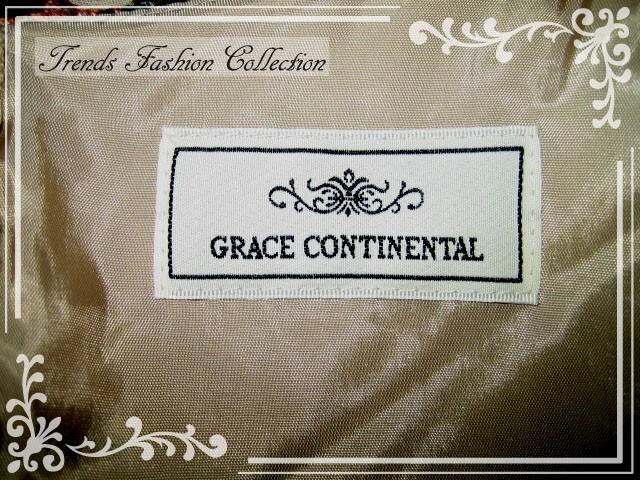 Trends Fashion Collection
GRACE CONTINENTAL